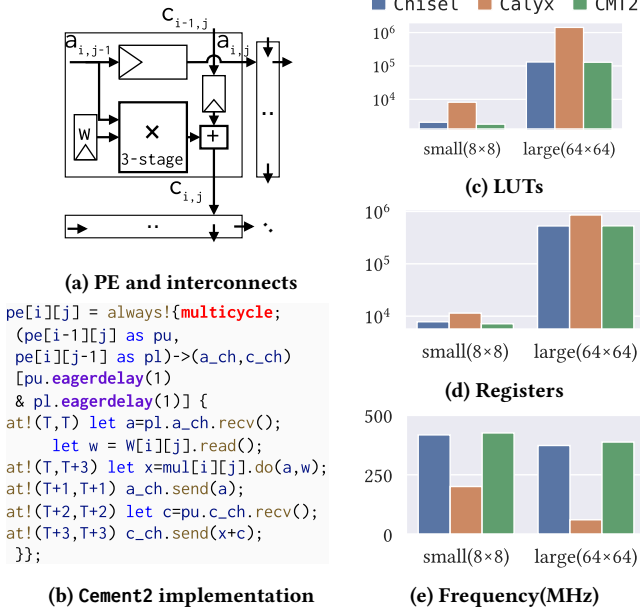 c i-1,j
a i,j-1
a i,j
w
×
3-stage
+
c i,j
(a) PE and interconnects
pe[i][j] = always!{multicycle;
(pe[i-1][j] as pu,
pe[i][j-1] as pl)->(a_ch,c_ch)
[pu.eagerdelay(1)
& pl.eagerdelay(1)] {
at!(T,T) let a=pl.a_ch.recv();
let w = W[i][j].read();
at!(T,T+3) let x=mul[i][j].do(a,w);
at!(T+1,T+1) a_ch.send(a);
at!(T+2,T+2) let c=pu.c_ch.recv();
at!(T+3,T+3) c_ch.send(x+c);
}};
(b) Cement2 implementation
Chisel Calyx CMT2
10^6
10^5
10^4
small(8×8) large(64×64)
(c) LUTs
10^6
10^5
10^4
small(8×8) large(64×64)
(d) Registers
500
250
0
small(8×8) large(64×64)
(e) Frequency(MHz)